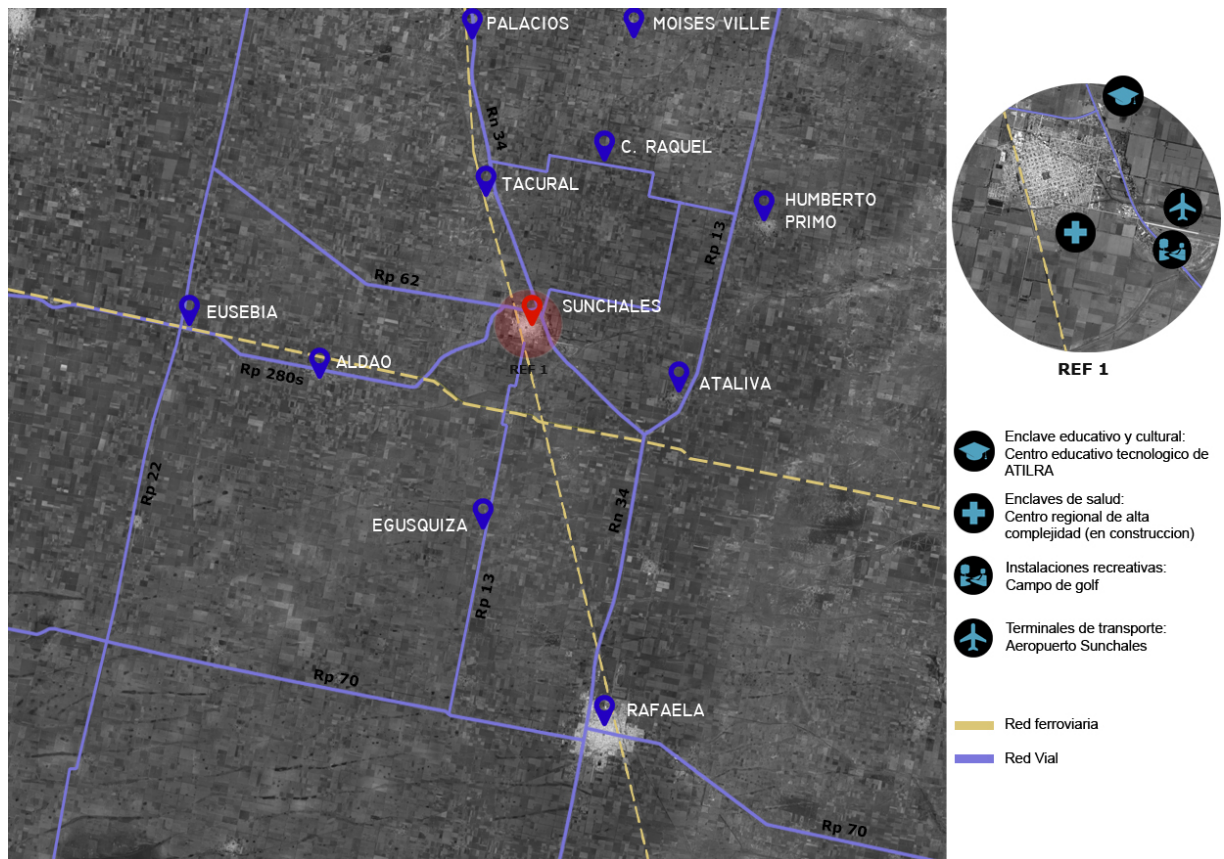 PALACIOS
MOISES VILLE
Rn 34
C. RAQUEL
TACURAL
HUMBERTO
PRIMO
Rp 13
Rp 62
SUNCHALES
EUSEBIA
ALDAO
REF 1
Rp 280s
ATALIVA
Rp 22
EGUSQUIZA
Rn 34
Rp 13
Rp 70
RAFAELA
Rp 70
REF 1
Enclave educativo y cultural:
Centro educativo tecnologico de
ATILRA
Enclaves de salud:
Centro regional de alta
complejidad (en construccion)
Instalaciones recreativas:
Campo de golf
Terminales de transporte:
Aeropuerto Sunchales
Red ferroviaria
Red Vial